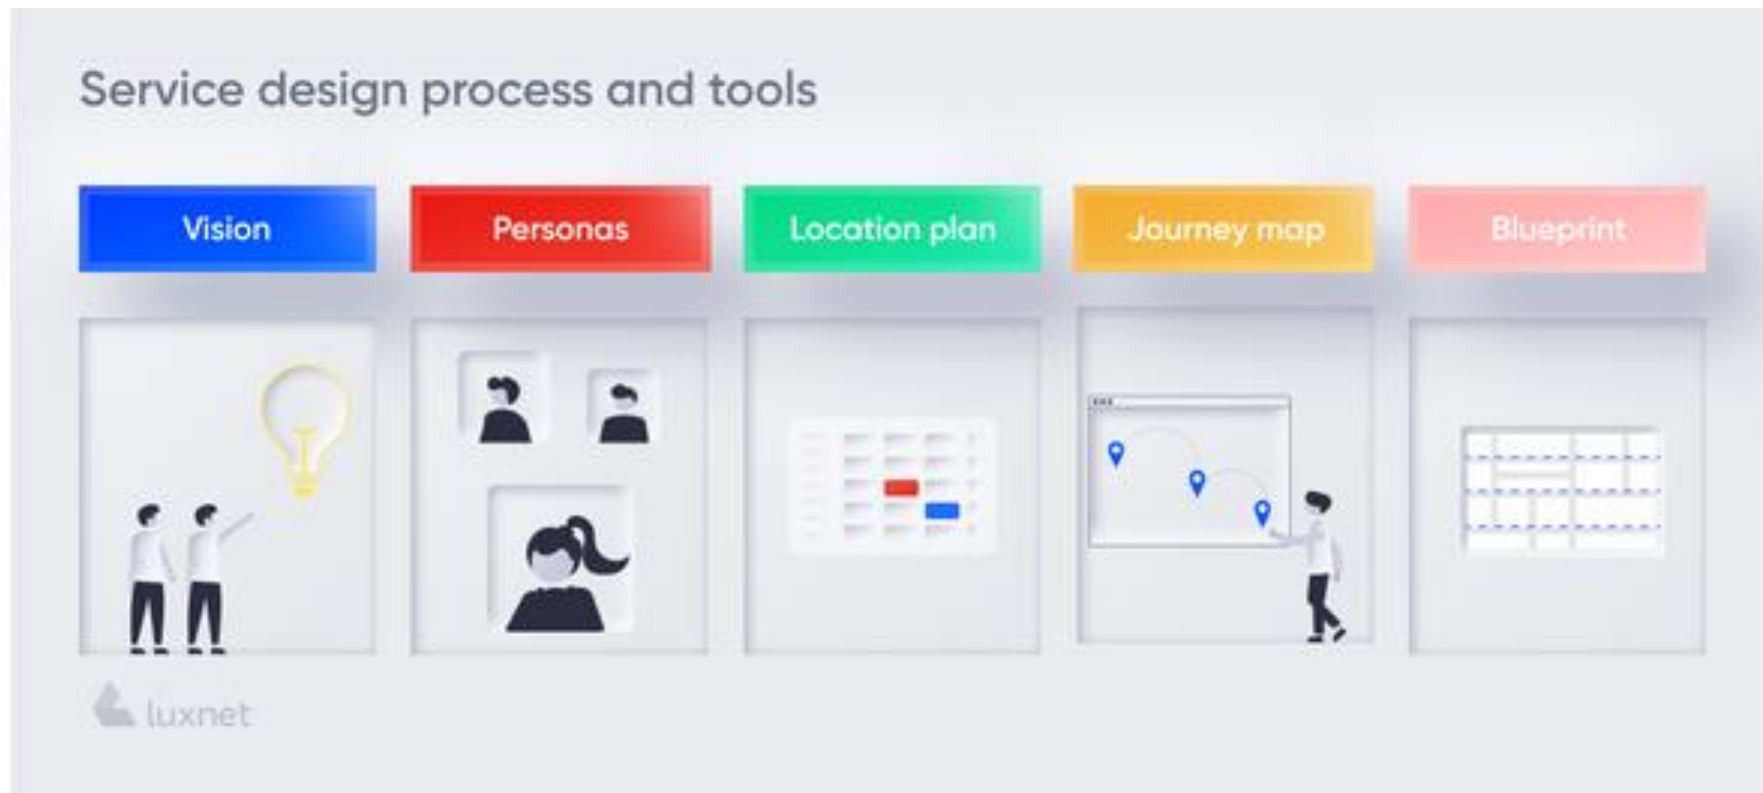 Service design process and tools
Vision
Personas
Location plan
Journey map
Blueprint
luxnet